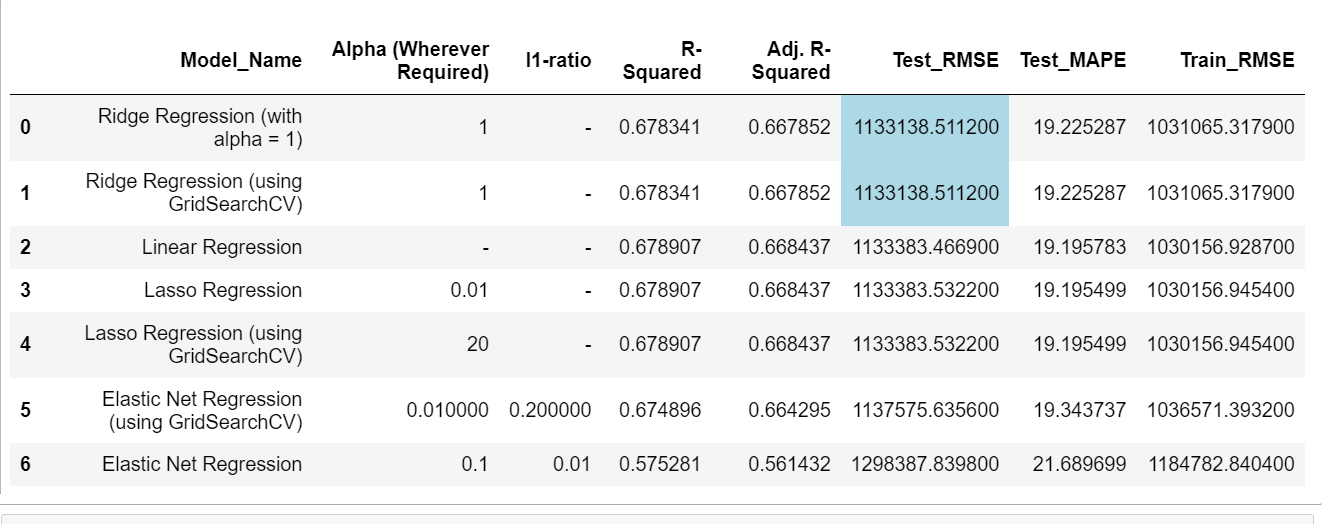 Model_Name Alpha (Wherever Required) l1-ratio R-Squared Adj. R-Squared Test_RMSE Test_MAPE Train_RMSE
0 Ridge Regression (with alpha = 1) 1 - 0.678341 0.667852 1133138.511200 19.225287 1031065.317900
1 Ridge Regression (using GridSearchCV) 1 - 0.678341 0.667852 1133138.511200 19.225287 1031065.317900
2 Linear Regression - - 0.678907 0.668437 1133383.466900 19.195783 1030156.928700
3 Lasso Regression 0.01 - 0.678907 0.668437 1133383.532200 19.195499 1030156.945400
4 Lasso Regression (using GridSearchCV) 20 - 0.678907 0.668437 1133383.532200 19.195499 1030156.945400
5 Elastic Net Regression (using GridSearchCV) 0.010000 0.200000 0.674896 0.664295 1137575.635600 19.343737 1036571.393200
6 Elastic Net Regression 0.1 0.01 0.575281 0.561432 1298387.839800 21.689699 1184782.840400